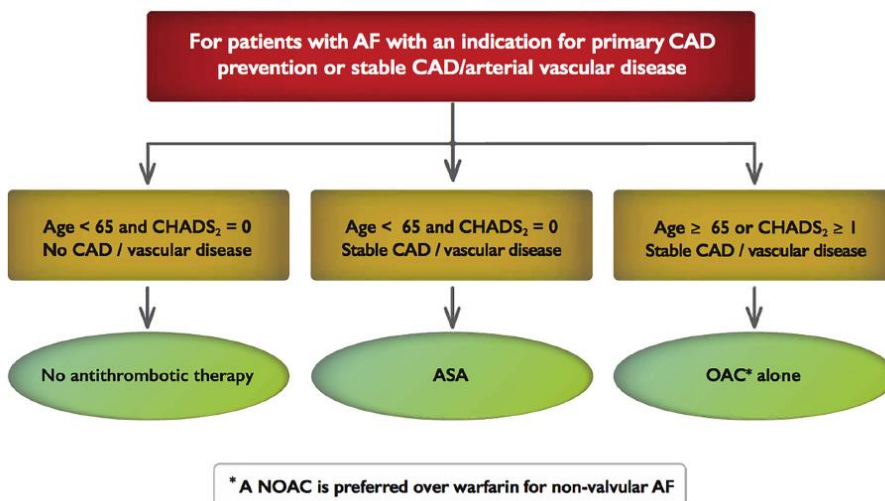 For patients with AF with an indication for primary CAD
prevention or stable CAD/arterial vascular disease
Age < 65 and CHADS₂ = 0
No CAD / vascular disease
Age < 65 and CHADS₂ = 0
Stable CAD / vascular disease
Age ≥ 65 or CHADS₂ ≥ 1
Stable CAD / vascular disease
No antithrombotic therapy
ASA
OAC* alone
* A NOAC is preferred over warfarin for non-valvular AF